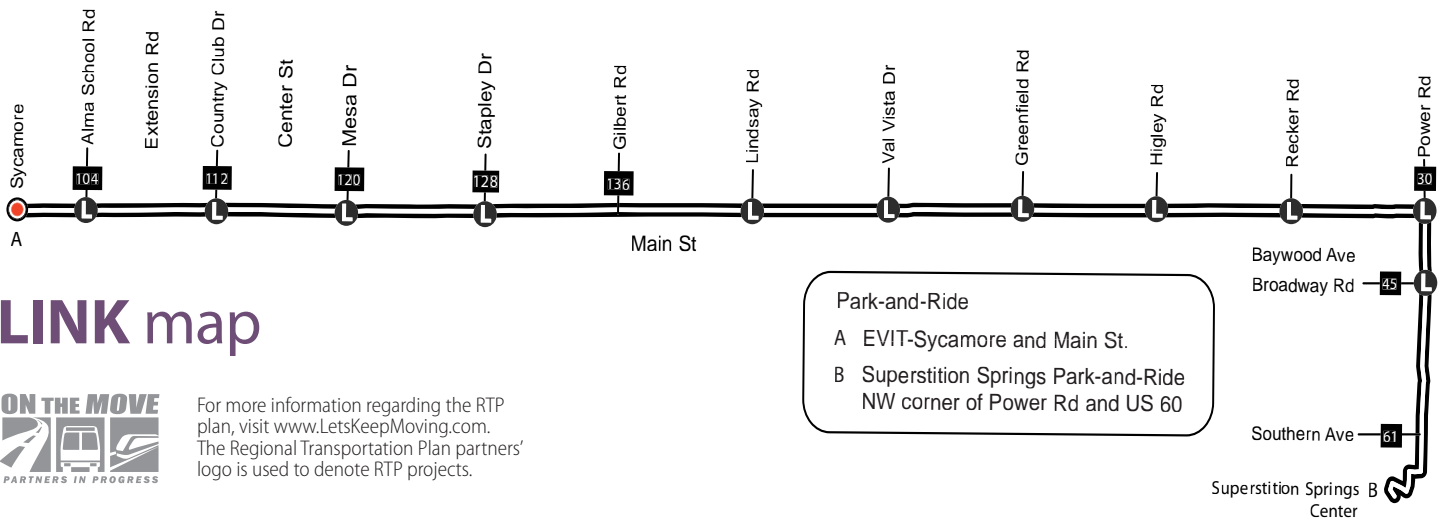 Sycamore
Alma School Rd
Extension Rd
Country Club Dr
Center St
Mesa Dr
Stapley Dr
Gilbert Rd
Lindsay Rd
Val Vista Dr
Greenfield Rd
Higley Rd
Recker Rd
Power Rd
104
112
120
128
136
30
L
L
L
L
L
L
L
L
L
L
A
Main St
Baywood Ave
Broadway Rd
45
L
Southern Ave
61
Superstition Springs
Center
B
Park-and-Ride
A EVIT-Sycamore and Main St.
B Superstition Springs Park-and-Ride
NW corner of Power Rd and US 60
LINK map
ON THE MOVE
PARTNERS IN PROGRESS
For more information regarding the RTP
plan, visit www.LetsKeepMoving.com.
The Regional Transportation Plan partners’
logo is used to denote RTP projects.